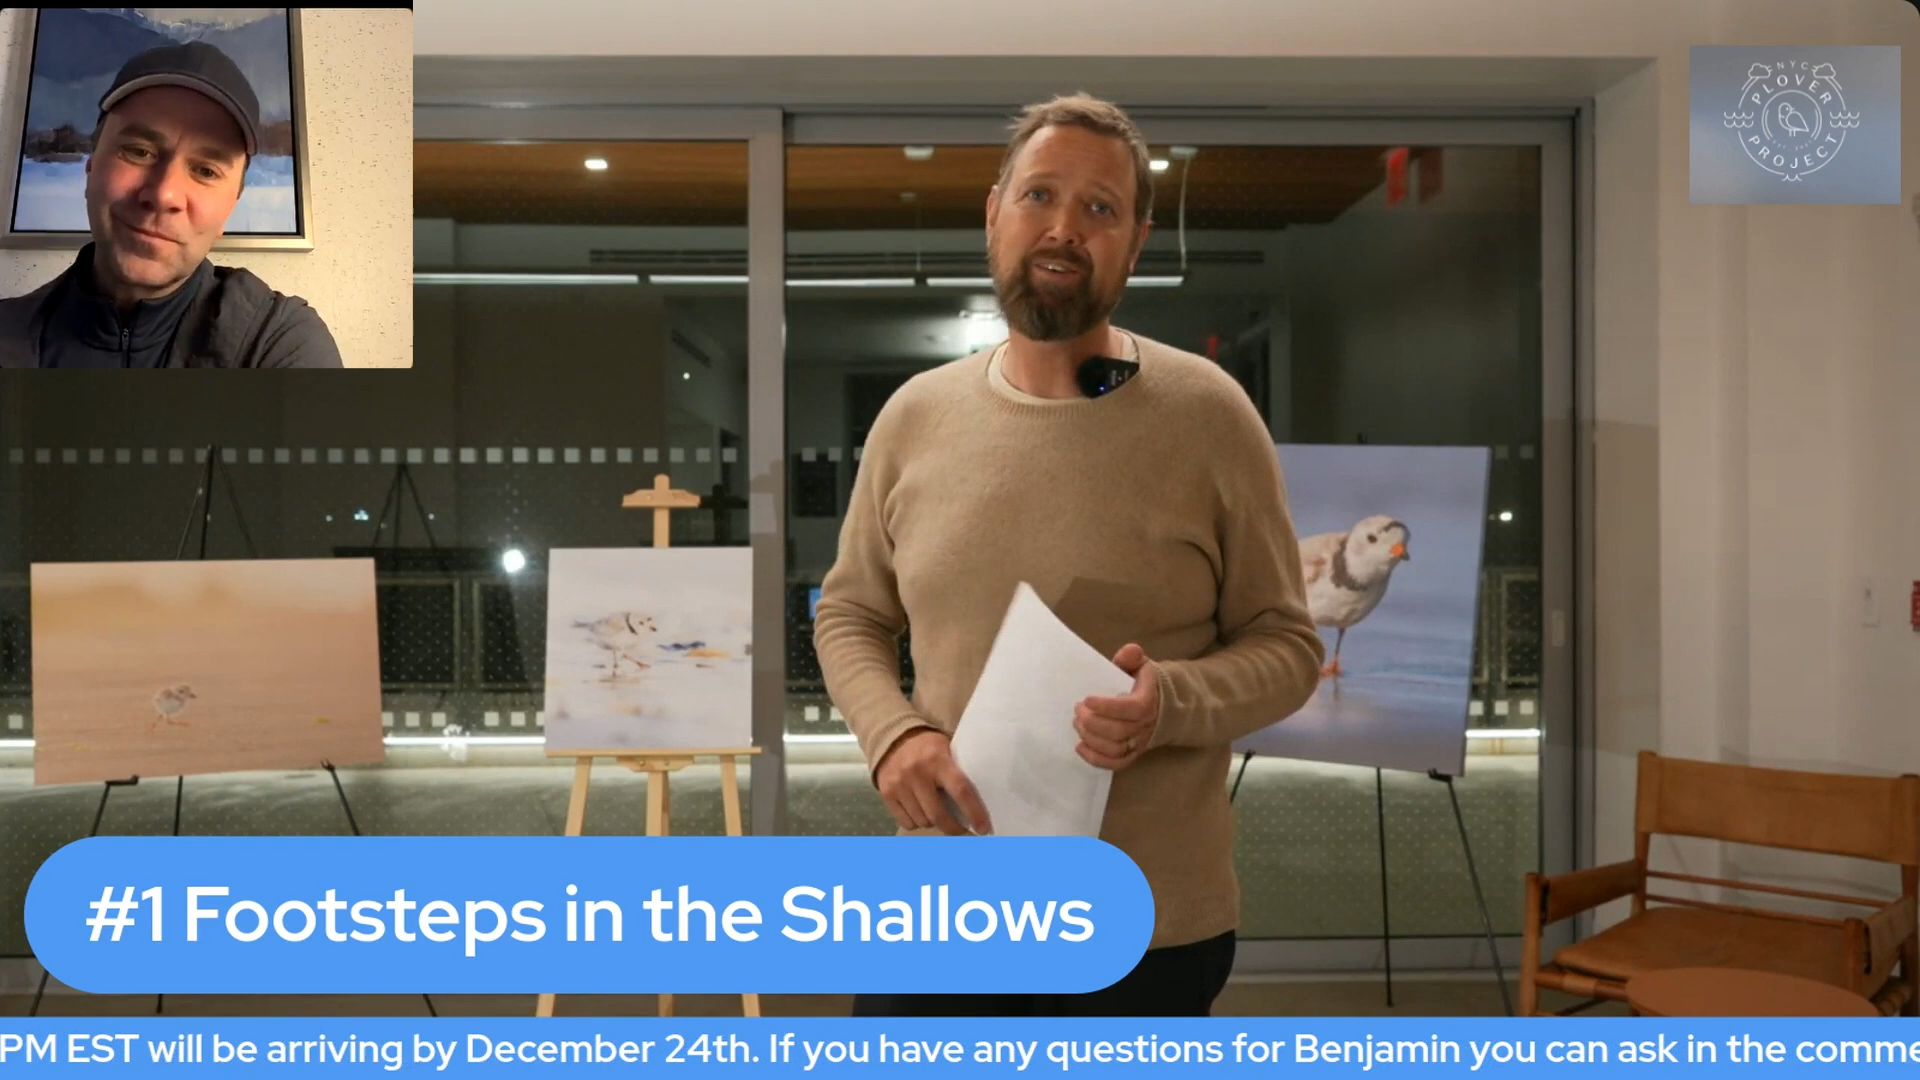 NYC
PLOVER
PROJECT
#1 Footsteps in the Shallows
PM EST will be arriving by December 24th. If you have any questions for Benjamin you can ask in the comme